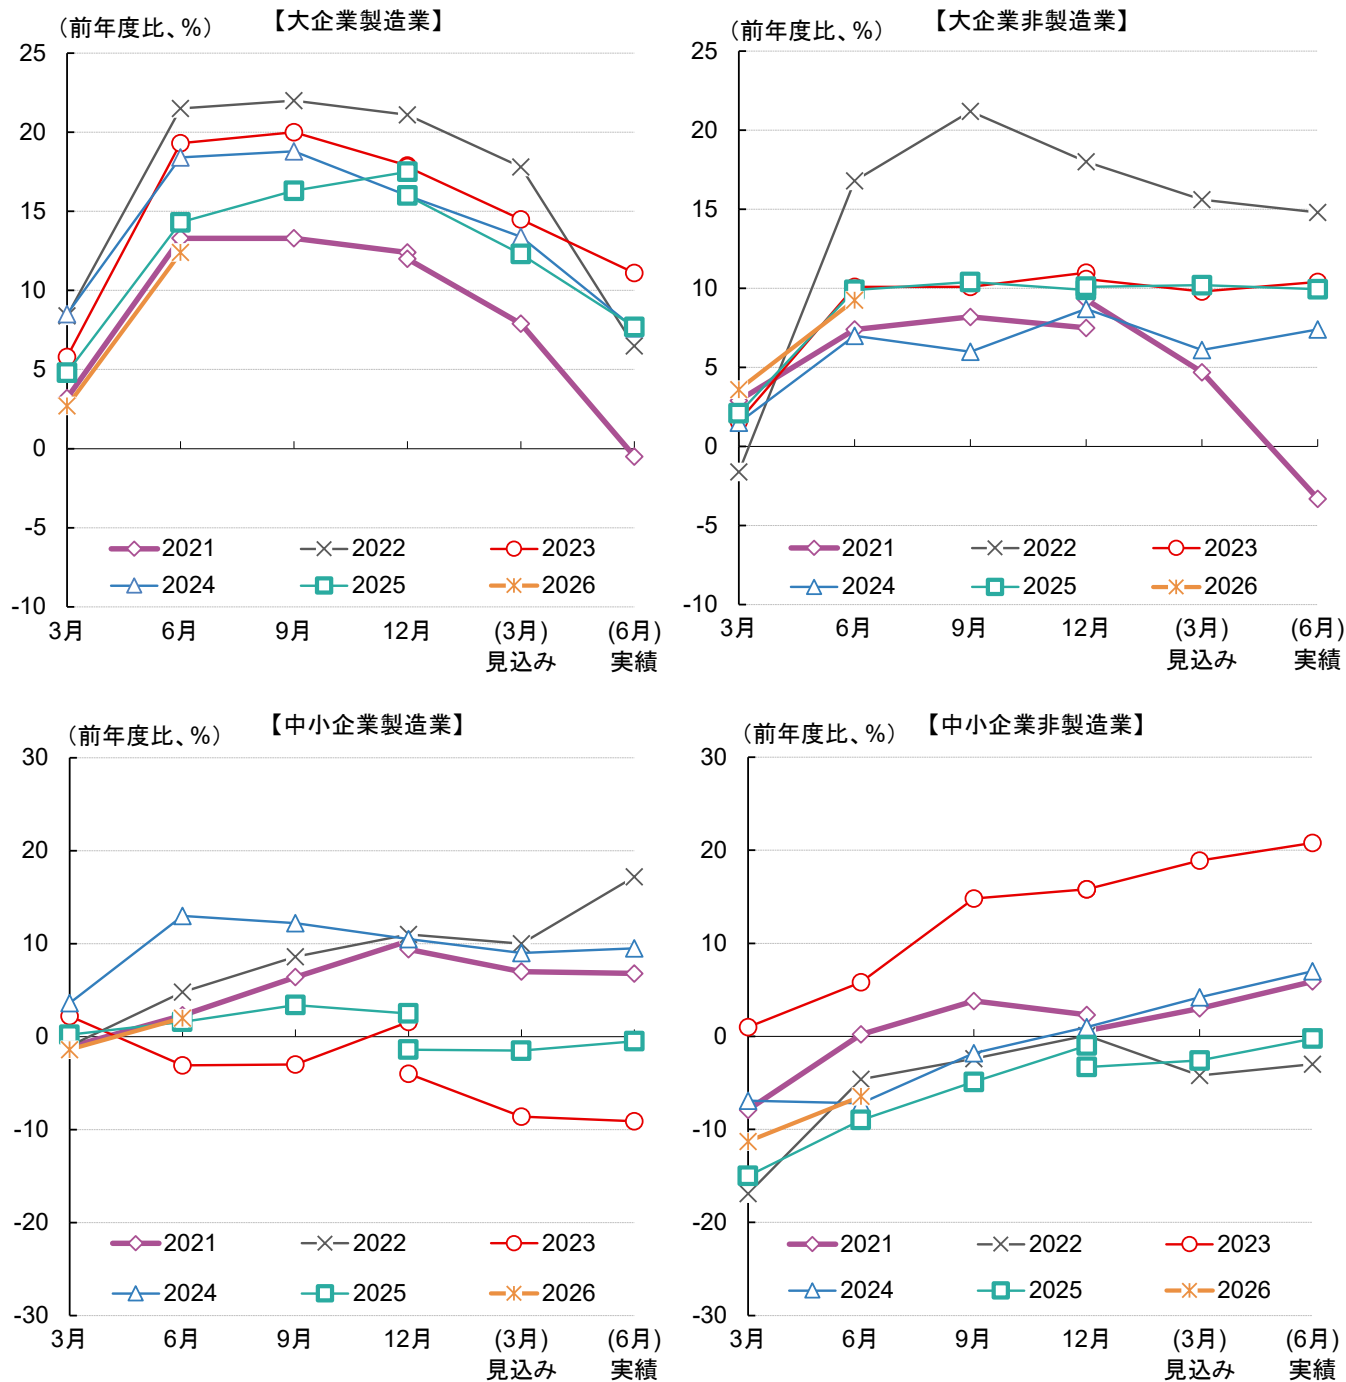 【大企業製造業】
（前年度比、%）
25
20
15
10
5
0
-5
-10
2021
2022
2023
2024
2025
2026
3月
6月
9月
12月
(3月)
見込み
(6月)
実績
【大企業非製造業】
（前年度比、%）
25
20
15
10
5
0
-5
-10
2021
2022
2023
2024
2025
2026
3月
6月
9月
12月
(3月)
見込み
(6月)
実績
【中小企業製造業】
（前年度比、%）
30
20
10
0
-10
-20
-30
2021
2022
2023
2024
2025
2026
3月
6月
9月
12月
(3月)
見込み
(6月)
実績
【中小企業非製造業】
（前年度比、%）
30
20
10
0
-10
-20
-30
2021
2022
2023
2024
2025
2026
3月
6月
9月
12月
(3月)
見込み
(6月)
実績